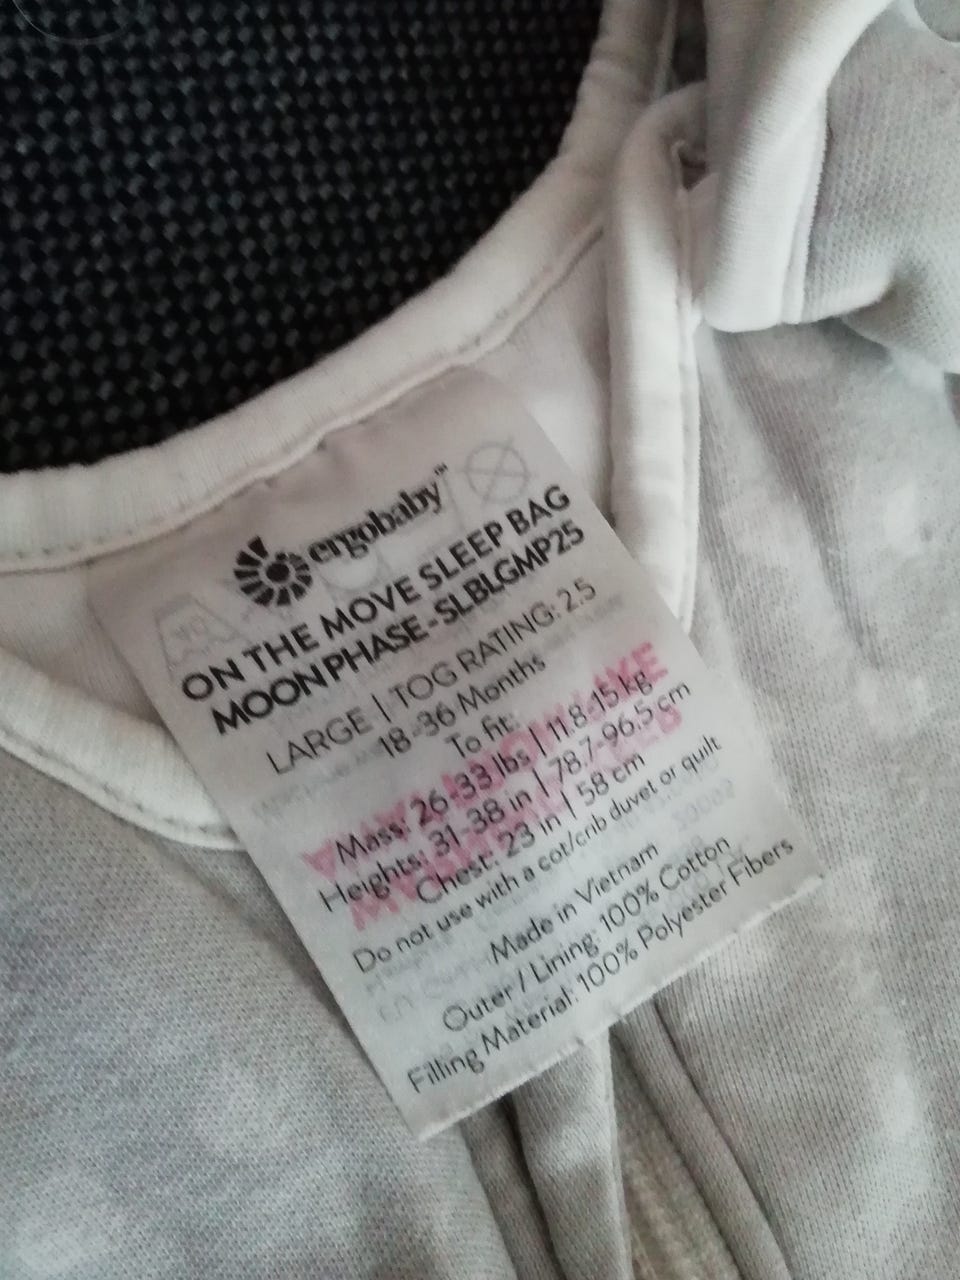 ergobaby™
ON THE MOVE SLEEP BAG
MOON PHASE - SLBLGMP25
LARGE | TOG RATING: 2.5
18-36 Months
To fit:
Mass: 26-33 lbs | 11.8-15 kg
Heights: 31-38 in | 78.7-96.5 cm
Chest: 23 in | 58 cm
Do not use with a cot/crib duvet or quilt
Made in Vietnam
Outer / Lining: 100% Cotton
Filling Material: 100% Polyester Fibers